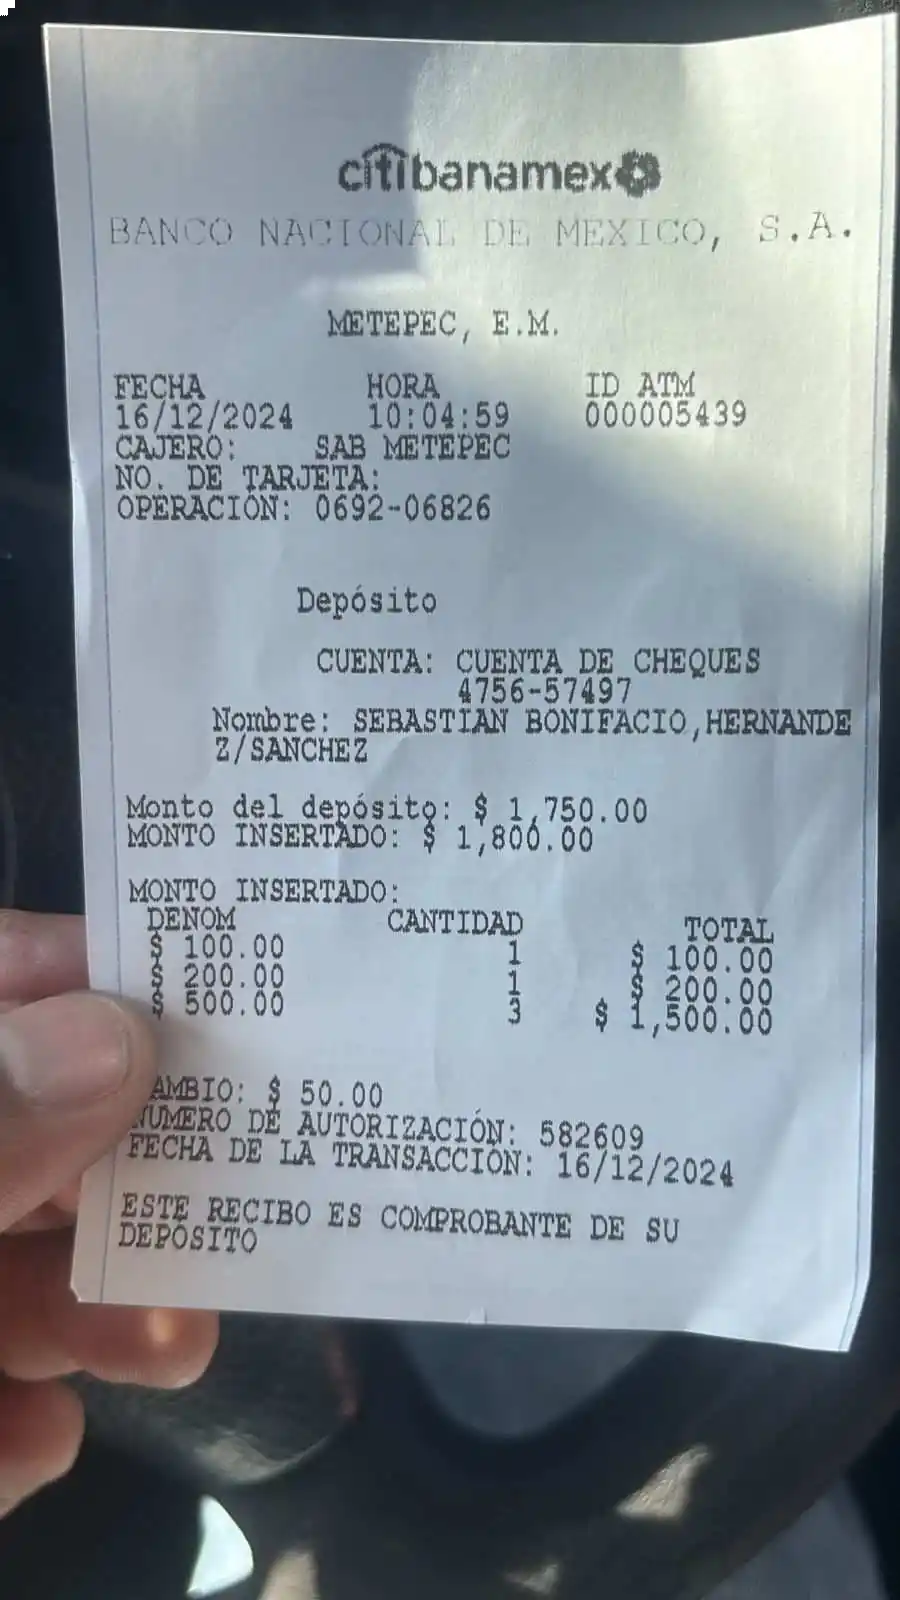 citibanamex
BANCO NACIONAL DE MEXICO, S.A.
METEPEC, E.M.
FECHA HORA ID ATM
16/12/2024 10:04:59 000005439
CAJERO: SAB METEPEC
NO. DE TARJETA:
OPERACIÓN: 0692-06826
Depósito
CUENTA: CUENTA DE CHEQUES
4756-57497
Nombre: SEBASTIAN BONIFACIO,HERNANDE
Z/SANCHEZ
Monto del depósito: $ 1,750.00
MONTO INSERTADO: $ 1,800.00
MONTO INSERTADO:
DENOM CANTIDAD TOTAL
$ 100.00 1 $ 100.00
$ 200.00 1 $ 200.00
$ 500.00 3 $ 1,500.00
AMBIO: $ 50.00
NUMERO DE AUTORIZACIÓN: 582609
FECHA DE LA TRANSACCIÓN: 16/12/2024
ESTE RECIBO ES COMPROBANTE DE SU
DEPÓSITO